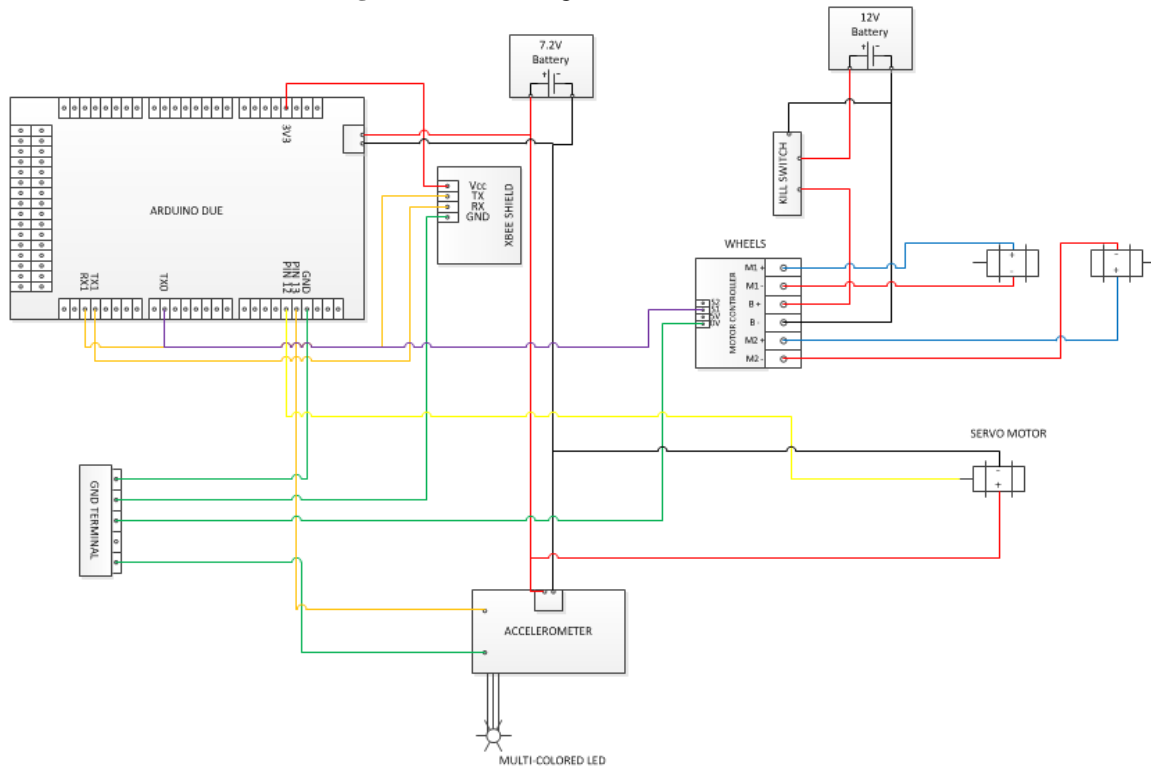 7.2V
Battery
+ -
12V
Battery
+ -
3V3
ARDUINO DUE
RX1
TX1
TX0
PIN 12
PIN 13
GND
Vcc
TX
RX
GND
XBEE SHIELD
KILL SWITCH
WHEELS
MOTOR CONTROLLER
M1 +
M1 -
B +
B -
M2 +
M2 -
0V
+
-
-
+
SERVO MOTOR
-
+
GND TERMINAL
ACCELEROMETER
MULTI-COLORED LED